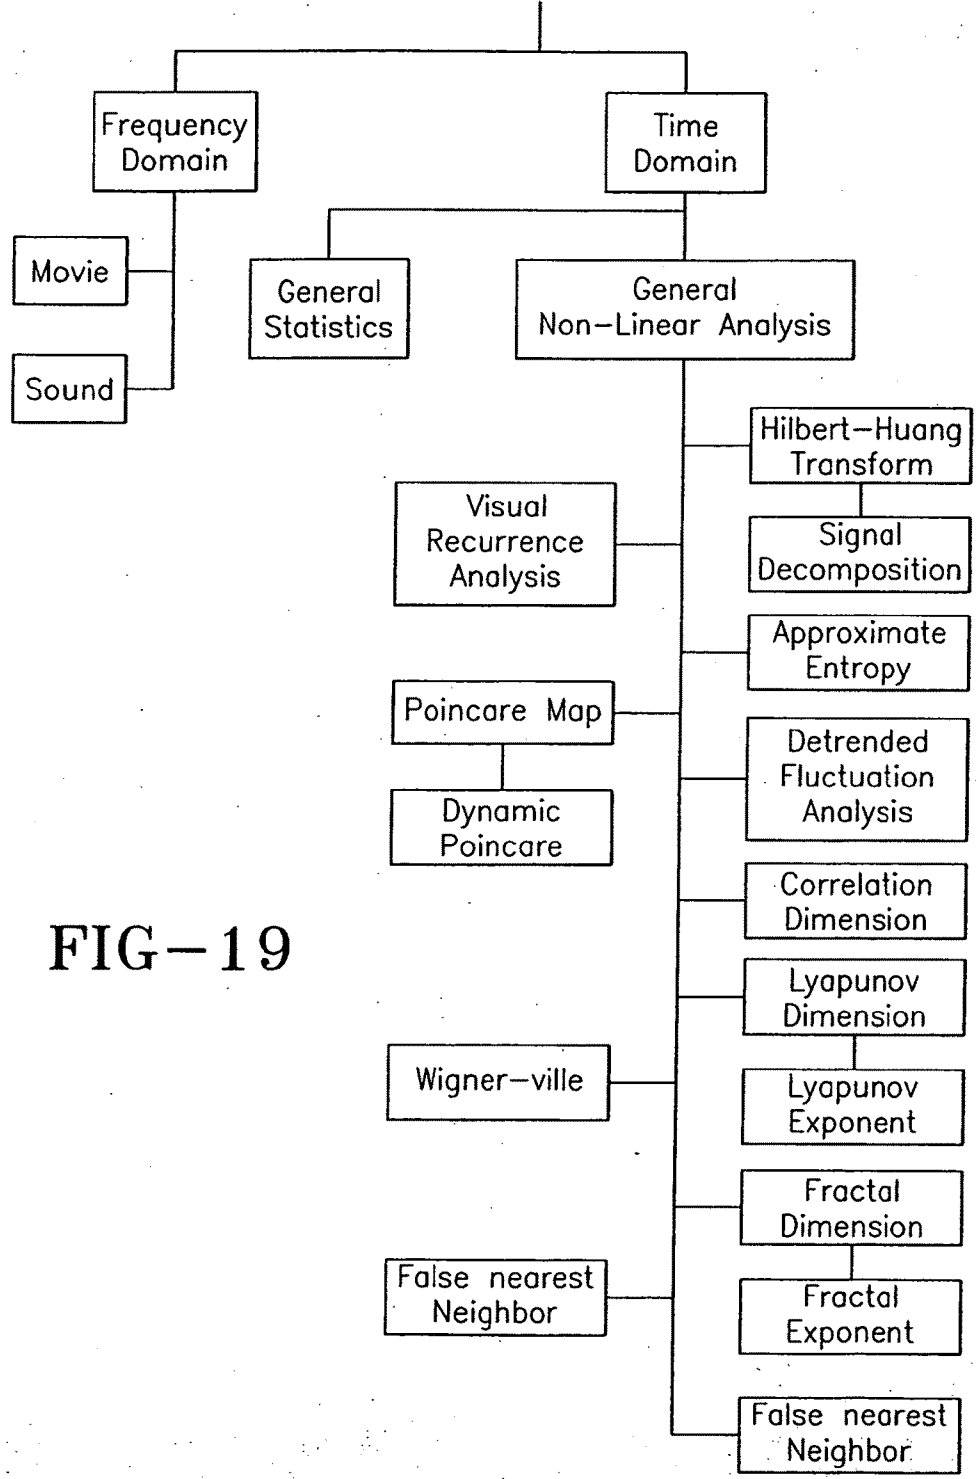 Frequency
Domain
Time
Domain
Movie
Sound
General
Statistics
General
Non-Linear Analysis
Hilbert-Huang
Transform
Signal
Decomposition
Visual
Recurrence
Analysis
Approximate
Entropy
Poincare Map
Dynamic
Poincare
Detrended
Fluctuation
Analysis
Correlation
Dimension
FIG-19
Lyapunov
Dimension
Lyapunov
Exponent
Wigner-ville
Fractal
Dimension
Fractal
Exponent
False nearest
Neighbor
False nearest
Neighbor